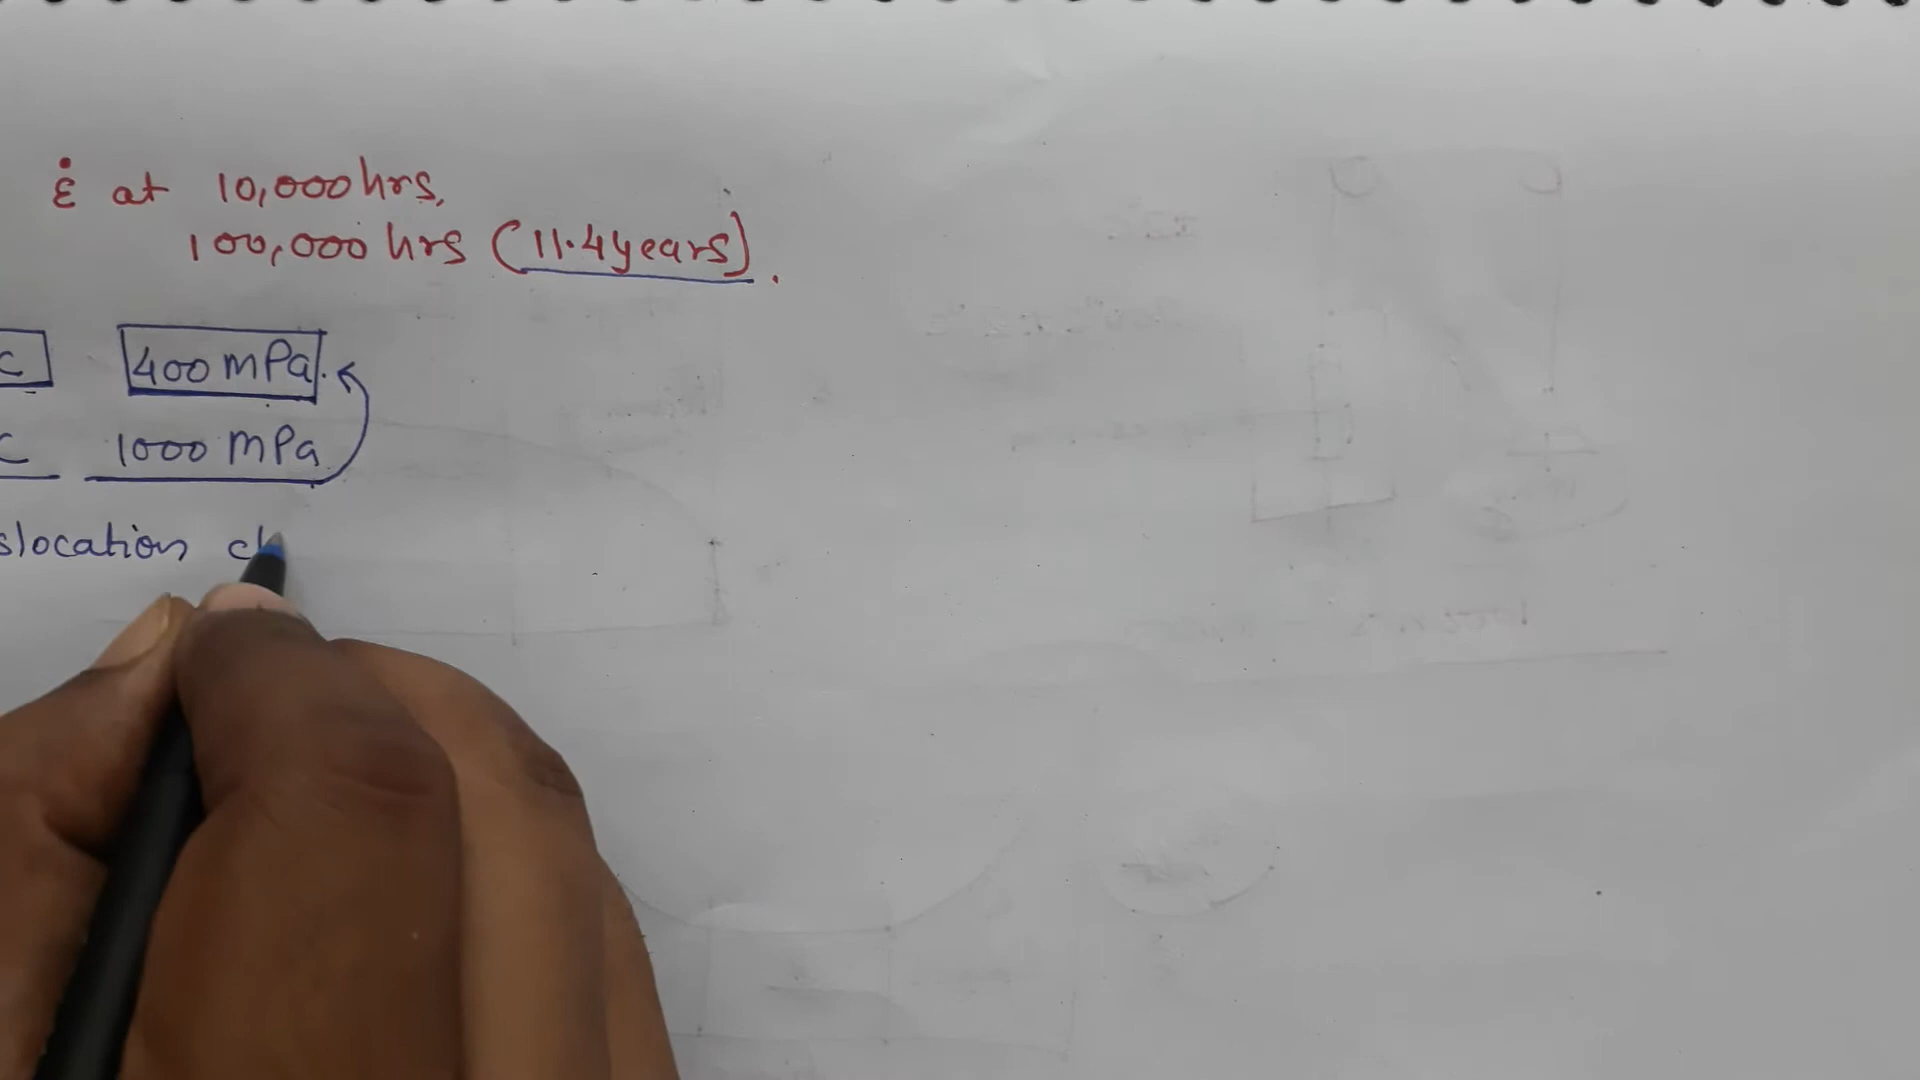 ε̇ at 10,000 hrs,
100,000 hrs (11.4 years).
C 400 mPa.
C 1000 mPa
slocation